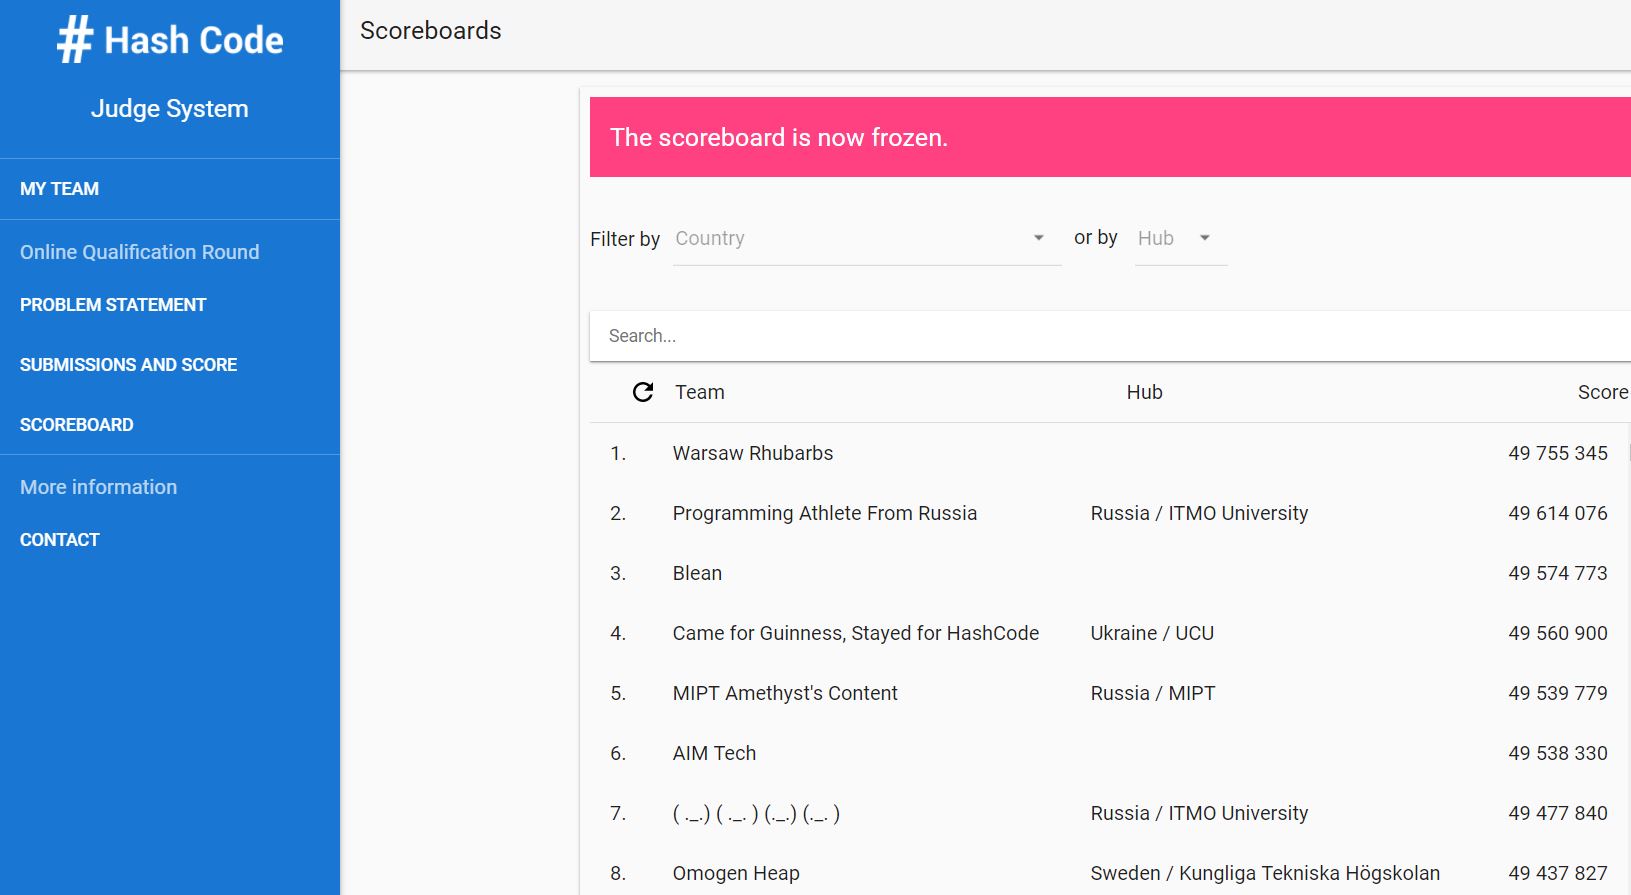 # Hash Code
Judge System
MY TEAM
Online Qualification Round
PROBLEM STATEMENT
SUBMISSIONS AND SCORE
SCOREBOARD
More information
CONTACT
Scoreboards
The scoreboard is now frozen.
Filter by Country or by Hub
Search...
Team Hub Score
1. Warsaw Rhubarbs 49 755 345
2. Programming Athlete From Russia Russia / ITMO University 49 614 076
3. Blean 49 574 773
4. Came for Guinness, Stayed for HashCode Ukraine / UCU 49 560 900
5. MIPT Amethyst's Content Russia / MIPT 49 539 779
6. AIM Tech 49 538 330
7. ( ._.) ( ._. ) (._.) (._. ) Russia / ITMO University 49 477 840
8. Omogen Heap Sweden / Kungliga Tekniska Högskolan 49 437 827